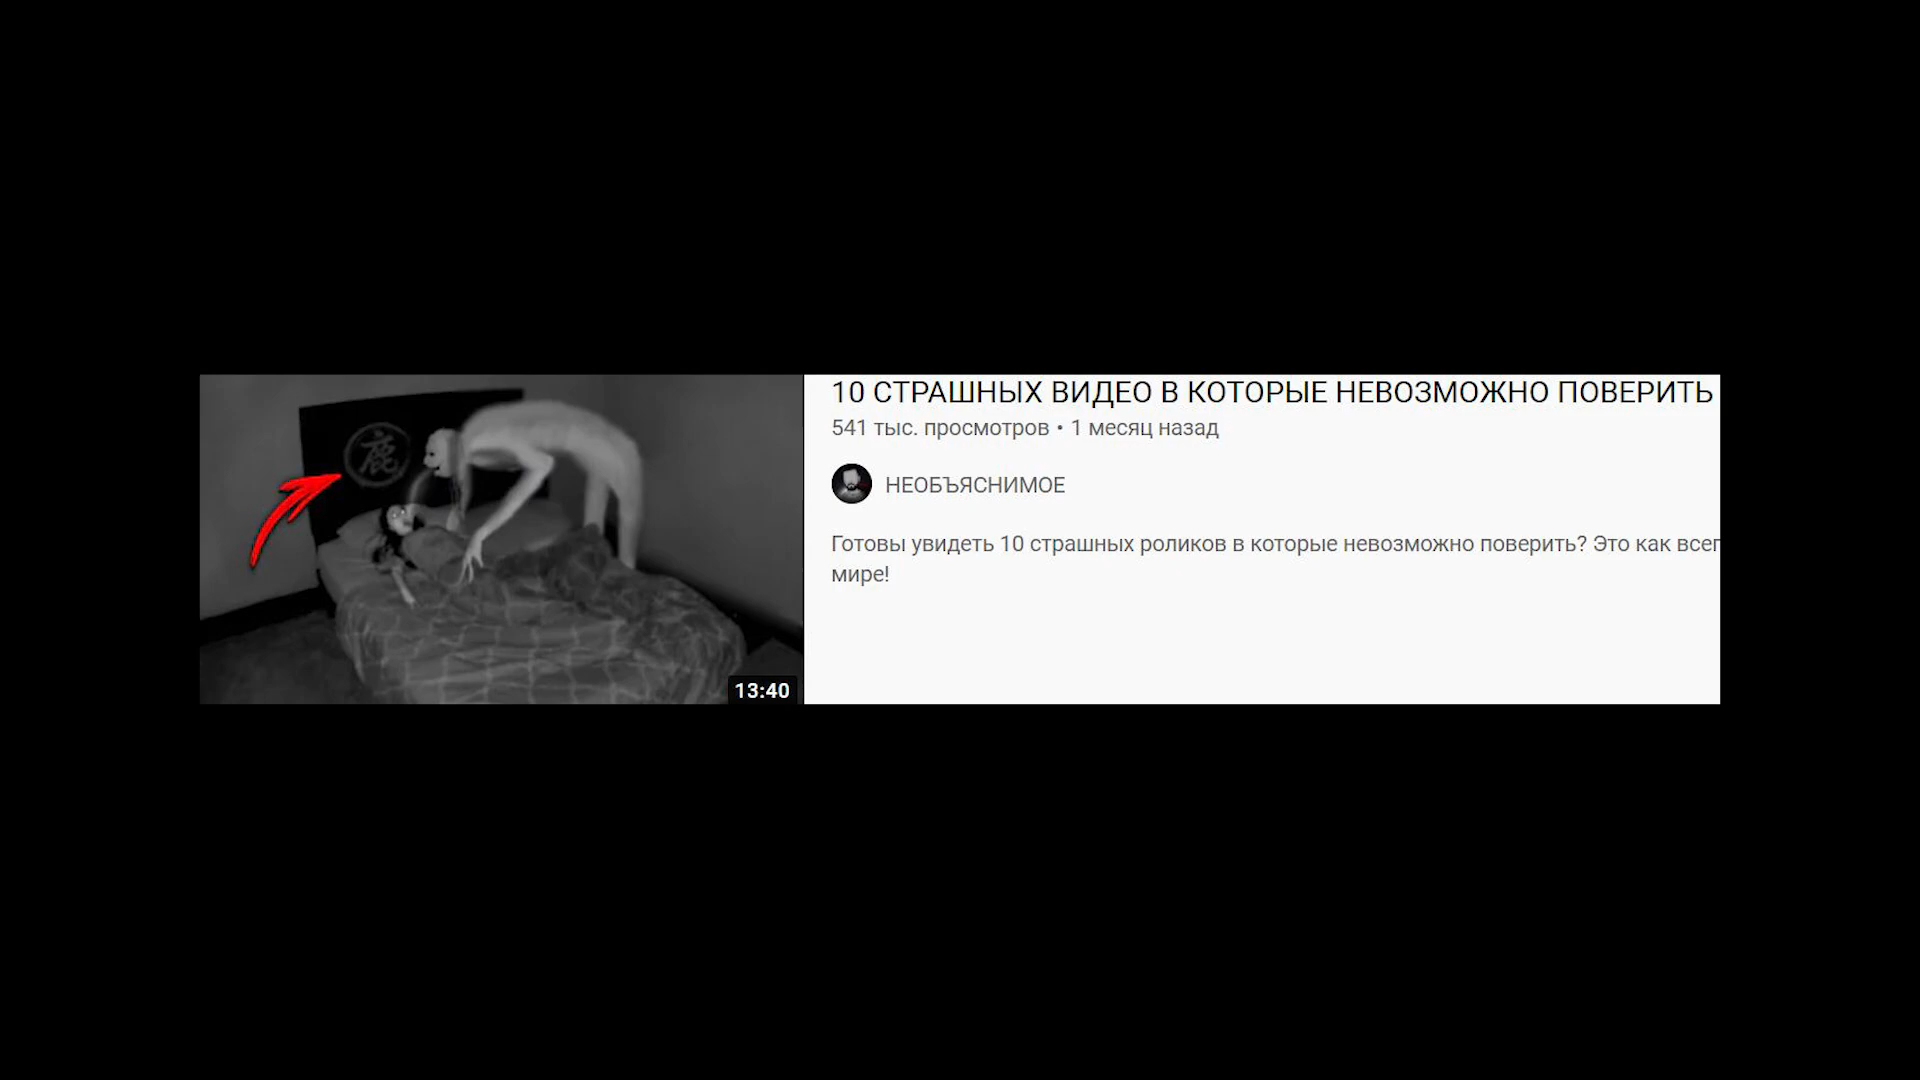 10 СТРАШНЫХ ВИДЕО В КОТОРЫЕ НЕВОЗМОЖНО ПОВЕРИТЬ
541 тыс. просмотров • 1 месяц назад
НЕОБЪЯСНИМОЕ
Готовы увидеть 10 страшных роликов в которые невозможно поверить? Это как
мире!
鹿
13:40